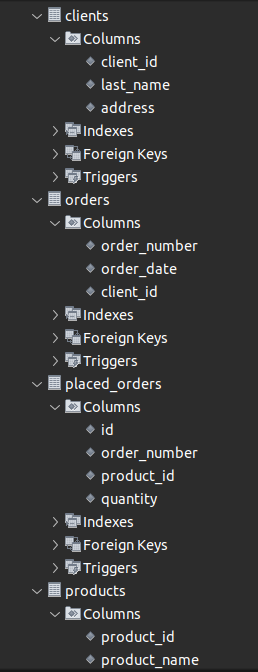 clients
Columns
client_id
last_name
address
Indexes
Foreign Keys
Triggers
orders
Columns
order_number
order_date
client_id
Indexes
Foreign Keys
Triggers
placed_orders
Columns
id
order_number
product_id
quantity
Indexes
Foreign Keys
Triggers
products
Columns
product_id
product_name